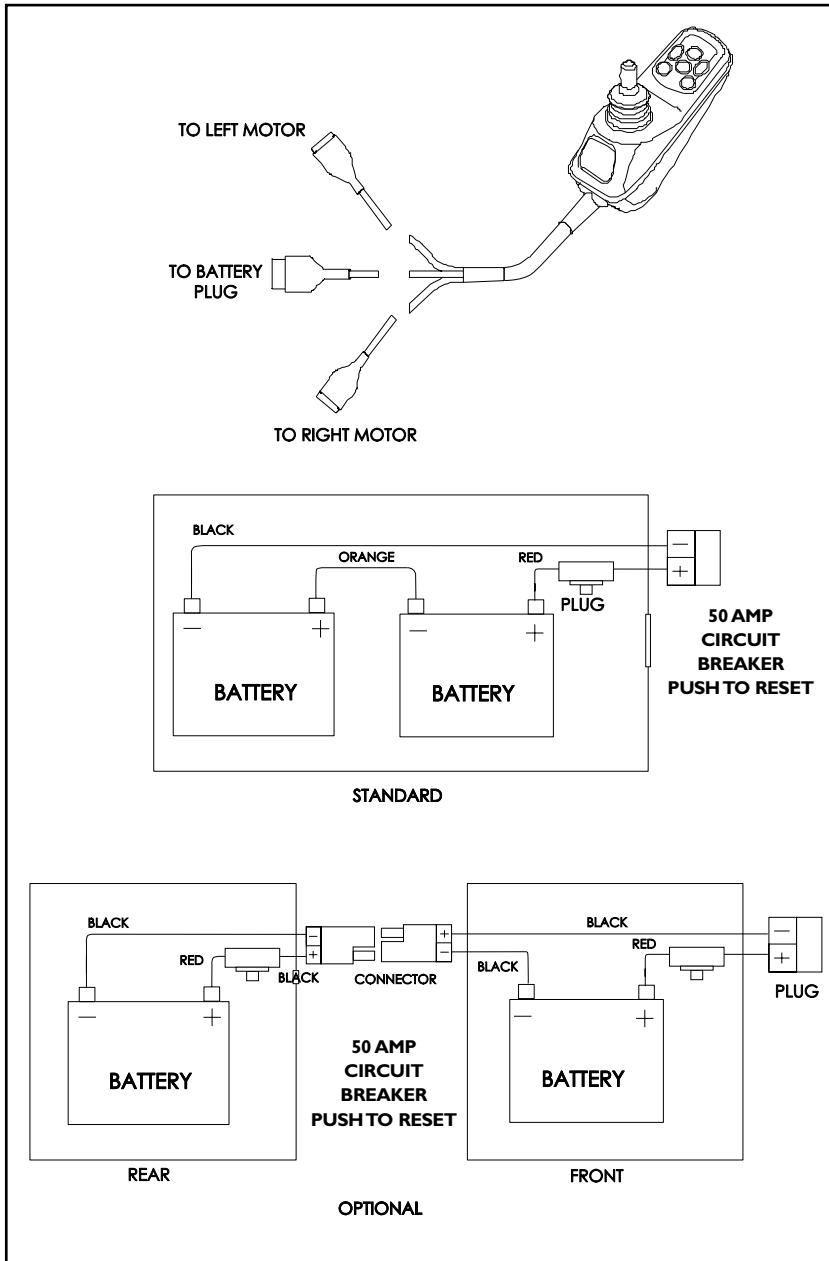 TO LEFT MOTOR
TO BATTERY
PLUG
TO RIGHT MOTOR
BLACK
ORANGE
RED
PLUG
−
+
−
+
−
+
BATTERY
BATTERY
50 AMP
CIRCUIT
BREAKER
PUSH TO RESET
STANDARD
BLACK
RED
BLACK
−
+
CONNECTOR
+
−
BLACK
BLACK
RED
−
+
PLUG
−
+
BATTERY
−
+
BATTERY
50 AMP
CIRCUIT
BREAKER
PUSH TO RESET
REAR
FRONT
OPTIONAL